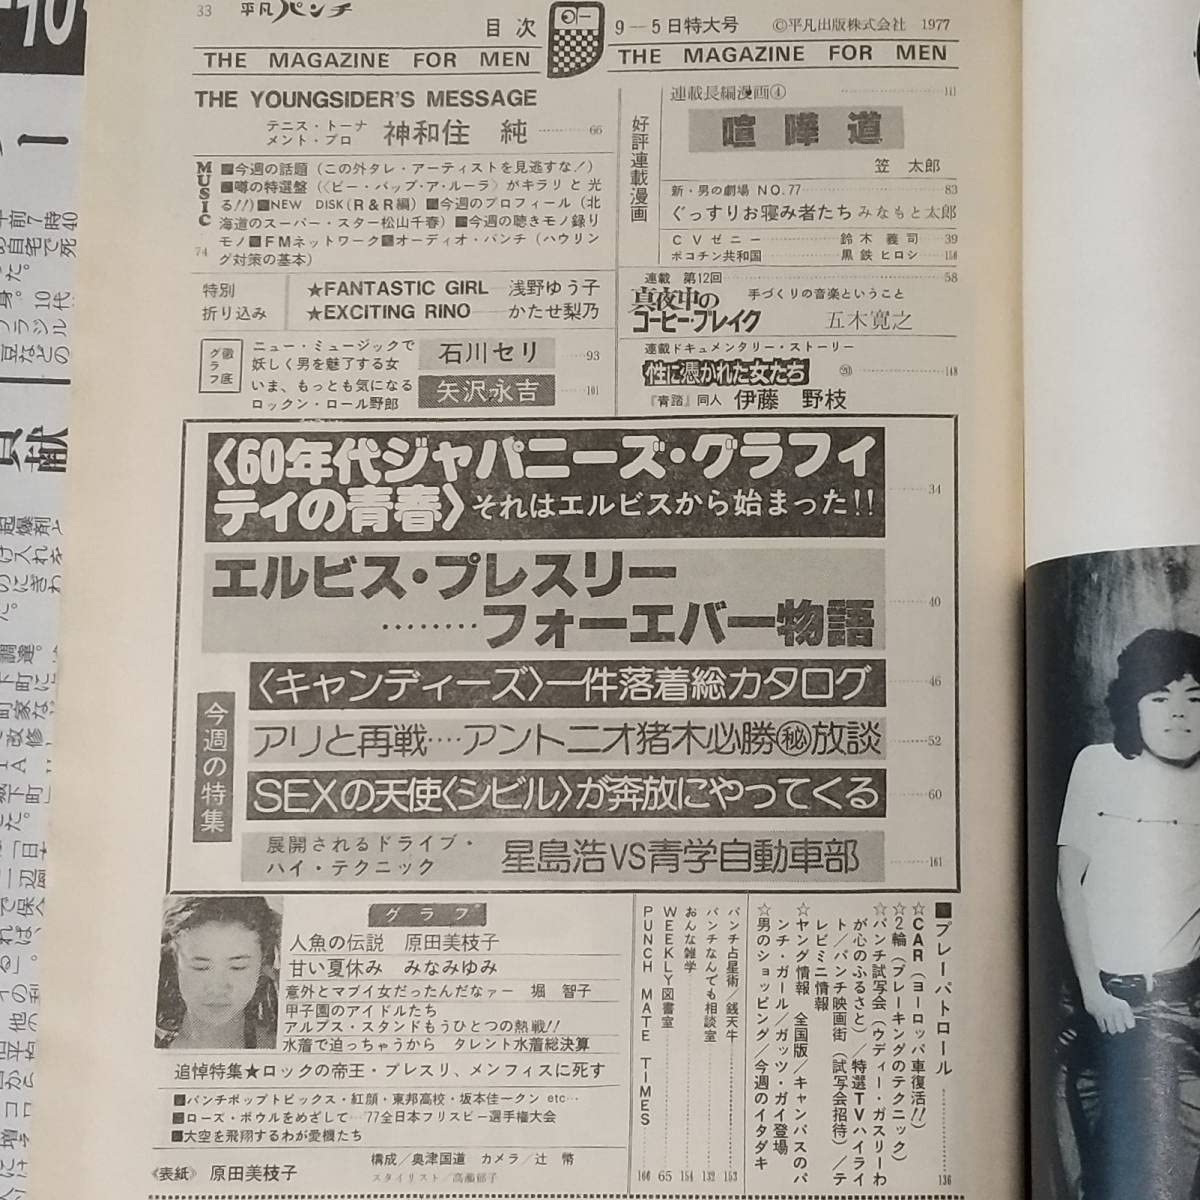 33 平凡パンチ
目次
9－5日特大号 ©平凡出版株式会社 1977
THE MAGAZINE FOR MEN
THE MAGAZINE FOR MEN
THE YOUNGSIDER'S MESSAGE
テニス・トーナ
メント・プロ
神和住 純 66
MUSIC
■今週の話題（この外タレ・アーティストを見逃すな！）
■噂の特選盤（〈ビー・バップ・ア・ルーラ〉がキラリと光
る!!）■NEW DISK（R＆R編）■今週のプロフィール（北
海道のスーパー・スター松山千春）■今週の聴きモノ録り
モノ■FMネットワーク■オーディオ・パンチ（ハウリン
グ対策の基本）
74
特別
折り込み
★FANTASTIC GIRL 浅野ゆう子
★EXCITING RINO かたせ梨乃
徹底グラフ
ニュー・ミュージックで
妖しく男を魅了する女
石川セリ 93
いま、もっとも気になる
ロックン・ロール野郎
矢沢永吉 101
好評連載漫画
連載長編漫画④ 141
喧嘩道
笠 太郎
新・男の劇場 NO.77 83
ぐっすりお寝み者たち みなもと太郎
CVゼニー 鈴木義司 39
ポコチン共和国 黒鉄ヒロシ 156
連載 第12回 58
真夜中のコーヒー・ブレイク
手づくりの音楽ということ
五木寛之
連載ドキュメンタリー・ストーリー
性に憑かれた女たち 148
『青踏』同人 伊藤 野枝
〈60年代ジャパニーズ・グラフィ
ティの青春〉それはエルビスから始まった!! 34
エルビス・プレスリー
フォーエバー物語 40
今週の特集
〈キャンディーズ〉一件落着総カタログ 46
アリと再戦‥‥アントニオ猪木必勝㊙放談 52
SEXの天使〈シビル〉が奔放にやってくる 60
展開されるドライブ・
ハイ・テクニック
星島浩VS青学自動車部 161
グラフ
人魚の伝説 原田美枝子
甘い夏休み みなみゆみ
意外とマブイ女だったんだなァー 堀 智子
甲子園のアイドルたち
アルプス・スタンドもうひとつの熱戦!!
水着で迫っちゃうから タレント水着総決算
追悼特集★ロックの帝王・プレスリ、メンフィスに死す
■パンチポップトピックス・紅顔・東邦高校・坂本佳一クン etc…
■ローズ・ボウルをめざして…'77全日本フリスビー選手権大会
■大空を飛翔するわが愛機たち
《表紙》 原田美枝子
構成／奥津国道 カメラ／辻 幣
スタイリスト／高瀬郁子
■プレーパトロール
☆CAR（ヨーロッパ車復活!!）
☆2輪（ブレーキングのテクニック）
☆パンチ試写会（ウディー・ガスリーわ
が心のふるさと）／特選TVハイライ
ト／パンチ映画街（試写会招待）／テ
レビミニ情報
☆ヤング情報 全国版／キャンパスのパ
ンチ・ガール／ガッツ・ガイ登場
☆男のショッピング／今週のイタダキ
136
パンチ占星術／銭天牛 153
パンチなんでも相談室 132
おんな雑学 154
WEEKLY図書室 65
PUNCH MATE TIMES 166